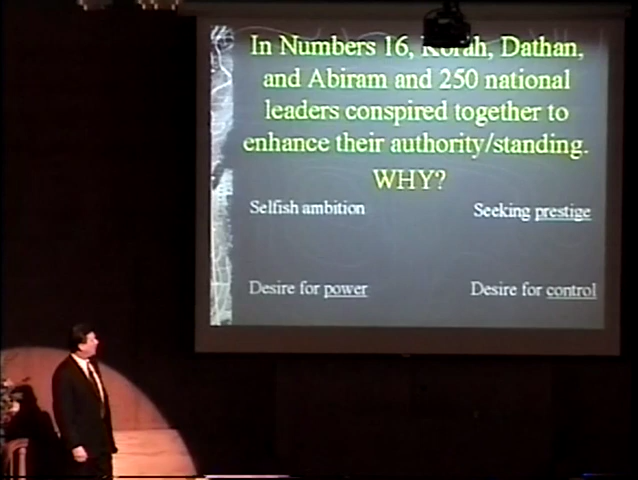 In Numbers 16, Korah, Dathan,
and Abiram and 250 national
leaders conspired together to
enhance their authority/standing.
WHY?
Selfish ambition Seeking prestige
Desire for power Desire for control